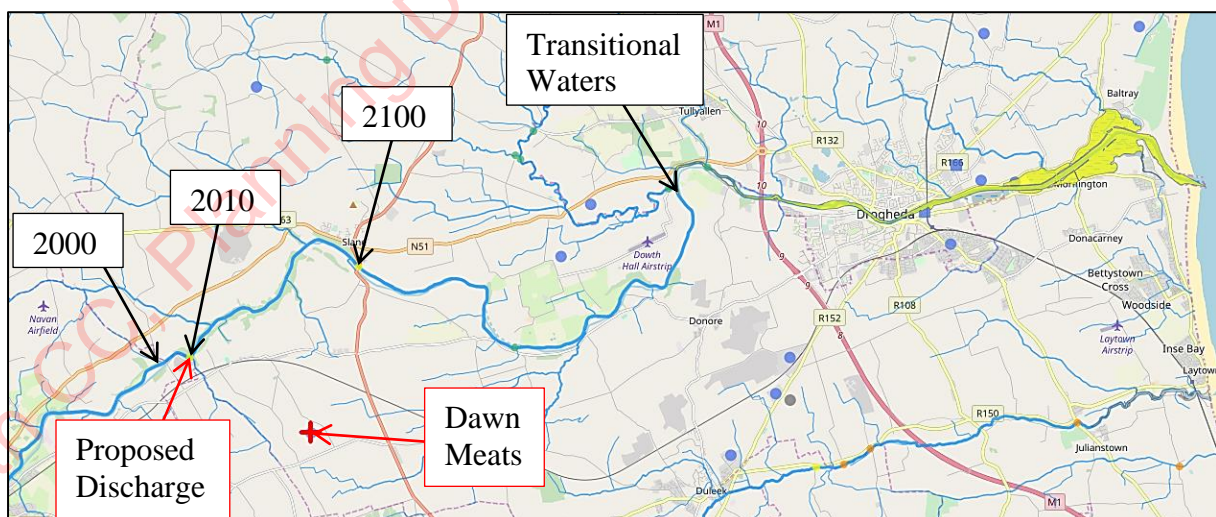 M1
Transitional
Waters
Tullyallen
Baltray
2100
10
R132
R166
2010
10
Mornington
Drogheda
2000
Slane
N51
Donacarney
Dowth
Hall Airstrip
9
Bettystown
Cross
Navan
Airfield
R108
Woodside
9
Donore
R152
8
Laytown
Airstrip
Inse Bay
Laytown
Proposed
Discharge
Dawn
Meats
R150
Julianstown
Duleek
M1
CC. Planning